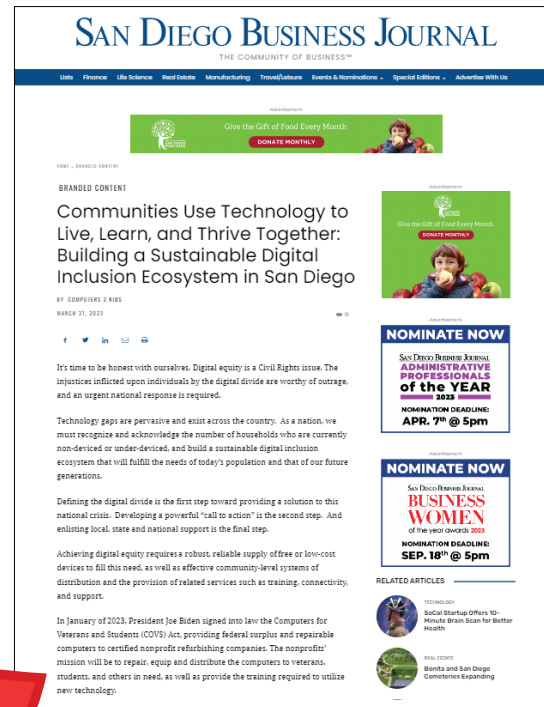 SAN DIEGO BUSINESS JOURNAL
THE COMMUNITY OF BUSINESS™
Lists Finance Life Science Real Estate Manufacturing Travel/Leisure Events & Nominations Special Editions Advertise With Us
-Advertisement-
Give the Gift of Food Every Month
DONATE MONTHLY
HOME › BRANDED CONTENT
BRANDED CONTENT
Communities Use Technology to
Live, Learn, and Thrive Together:
Building a Sustainable Digital
Inclusion Ecosystem in San Diego
BY COMPUTERS 2 KIDS
MARCH 31, 2023
It's time to be honest with ourselves. Digital equity is a Civil Rights issue. The
injustices inflicted upon individuals by the digital divide are worthy of outrage,
and an urgent national response is required.
Technology gaps are pervasive and exist across the country. As a nation, we
must recognize and acknowledge the number of households who are currently
non-deviced or under-deviced, and build a sustainable digital inclusion
ecosystem that will fulfill the needs of today's population and that of our future
generations.
Defining the digital divide is the first step toward providing a solution to this
national crisis. Developing a powerful "call to action" is the second step. And
enlisting local, state and national support is the final step.
Achieving digital equity requires a robust, reliable supply of free or low-cost
devices to fill this need, as well as effective community-level systems of
distribution and the provision of related services such as training, connectivity,
and support.
In January of 2023, President Joe Biden signed into law the Computers for
Veterans and Students (COVS) Act, providing federal surplus and repairable
computers to certified nonprofit refurbishing companies. The nonprofits'
mission will be to repair, equip and distribute the computers to veterans,
students, and others in need, as well as provide the training required to utilize
new technology.
-Advertisement-
Give the Gift of Food Every Month
DONATE MONTHLY
-Advertisement-
NOMINATE NOW
SAN DIEGO BUSINESS JOURNAL
ADMINISTRATIVE
PROFESSIONALS
of the YEAR
2023
NOMINATION DEADLINE:
APR. 7th @ 5pm
-Advertisement-
NOMINATE NOW
SAN DIEGO BUSINESS JOURNAL
BUSINESS
WOMEN
of the year awards 2023
NOMINATION DEADLINE:
SEP. 18th @ 5pm
RELATED ARTICLES
TECHNOLOGY
SoCal Startup Offers 10-
Minute Brain Scan for Better
Health
REAL ESTATE
Bonita and San Diego
Cemeteries Expanding